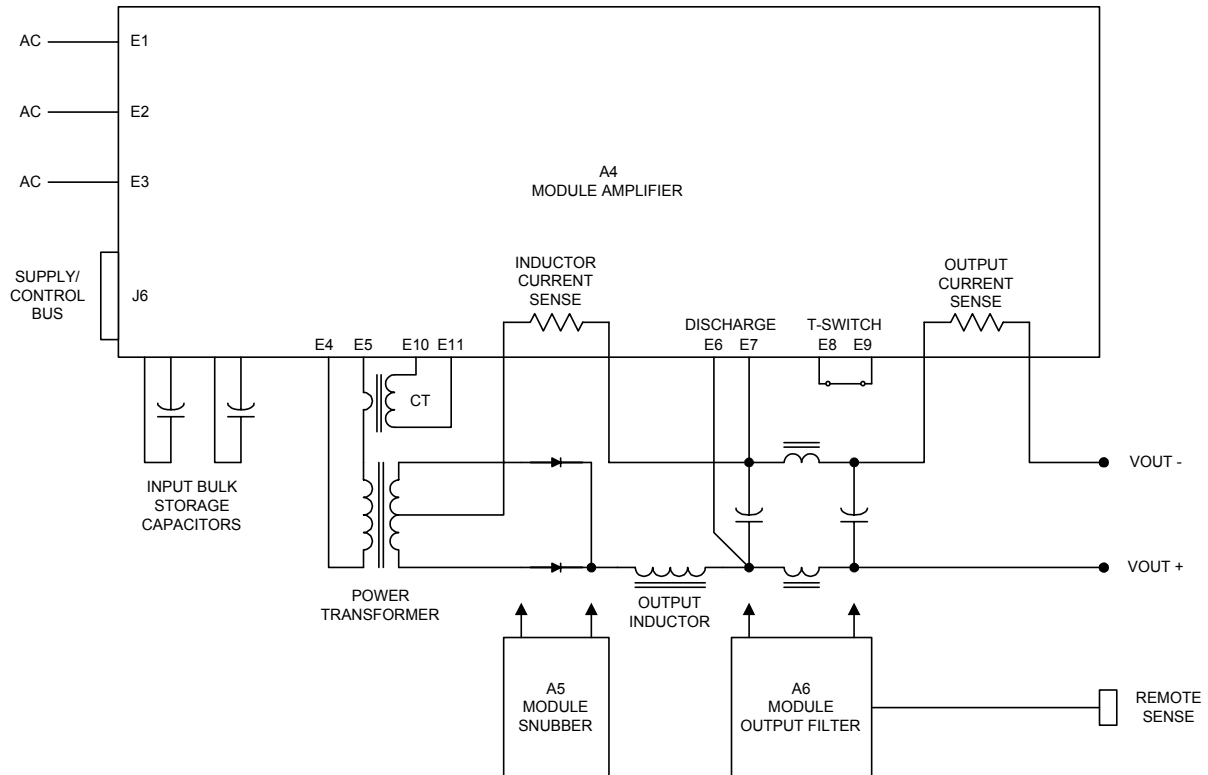 AC
E1
AC
E2
AC
E3
A4
MODULE AMPLIFIER
SUPPLY/
CONTROL
BUS
J6
INDUCTOR
CURRENT
SENSE
OUTPUT
CURRENT
SENSE
DISCHARGE
T-SWITCH
E4
E5
E10
E11
E6
E7
E8
E9
CT
INPUT BULK
STORAGE
CAPACITORS
VOUT -
VOUT +
POWER
TRANSFORMER
OUTPUT
INDUCTOR
A5
MODULE
SNUBBER
A6
MODULE
OUTPUT FILTER
REMOTE
SENSE